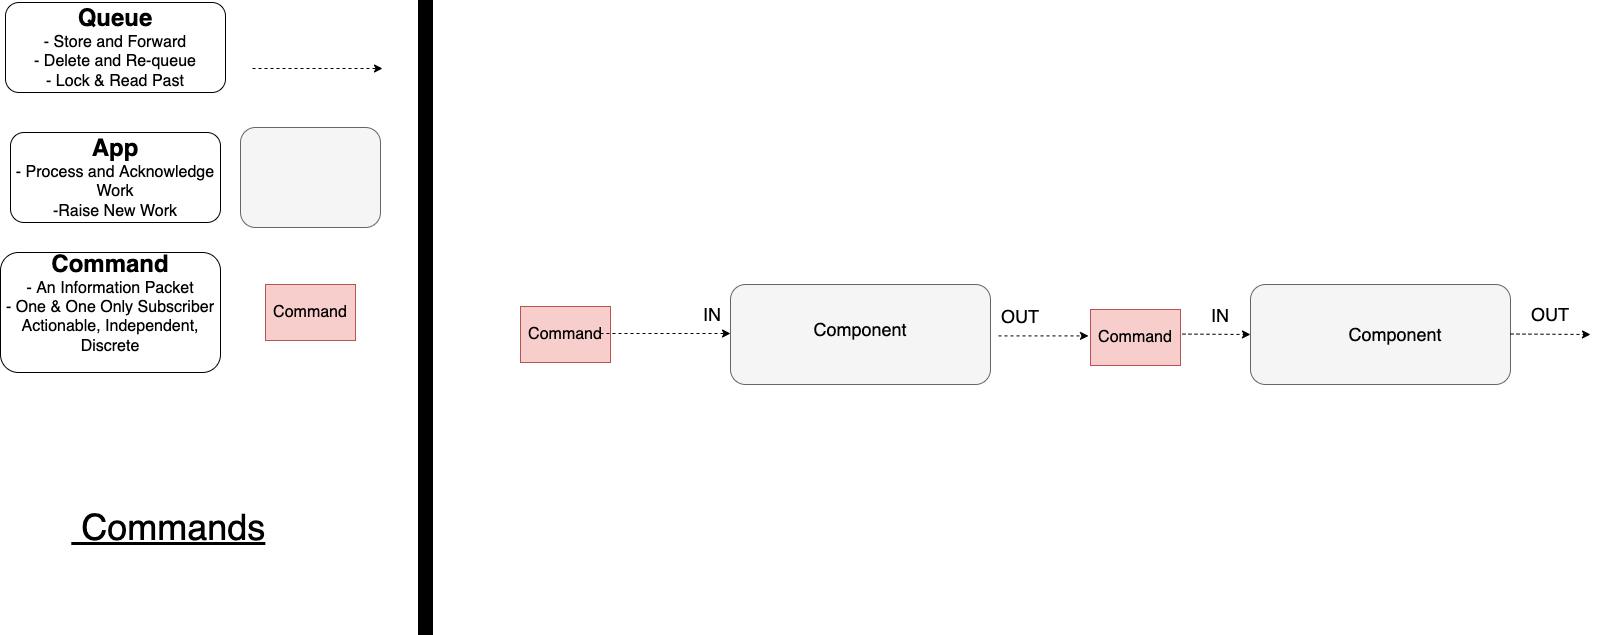 Queue
- Store and Forward
- Delete and Re-queue
- Lock & Read Past
App
- Process and Acknowledge
Work
-Raise New Work
Command
- An Information Packet
- One & One Only Subscriber
Actionable, Independent,
Discrete
Command
Commands
Command
IN
Component
OUT
Command
IN
Component
OUT